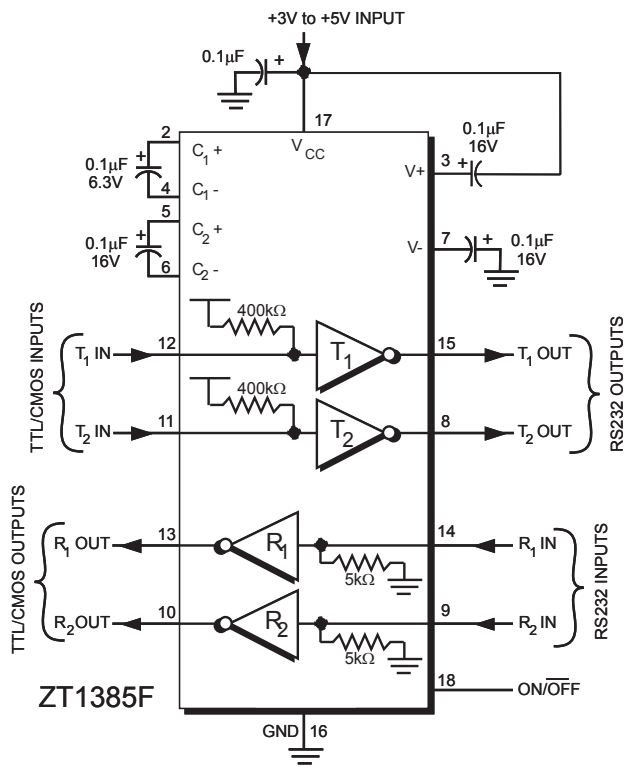 +3V to +5V INPUT
0.1μF
+
17
VCC
2
C1 +
+
0.1μF
6.3V
4
C1 -
5
C2 +
+
0.1μF
16V
6
C2 -
V+
3
+
0.1μF
16V
V-
7
+
0.1μF
16V
TTL/CMOS INPUTS
T1 IN
12
400kΩ
T1
15
T1 OUT
T2 IN
11
400kΩ
T2
8
T2 OUT
RS232 OUTPUTS
TTL/CMOS OUTPUTS
R1 OUT
13
R1
5kΩ
14
R1 IN
R2 OUT
10
R2
5kΩ
9
R2 IN
RS232 INPUTS
18
ON/O̅F̅F̅
ZT1385F
GND
16